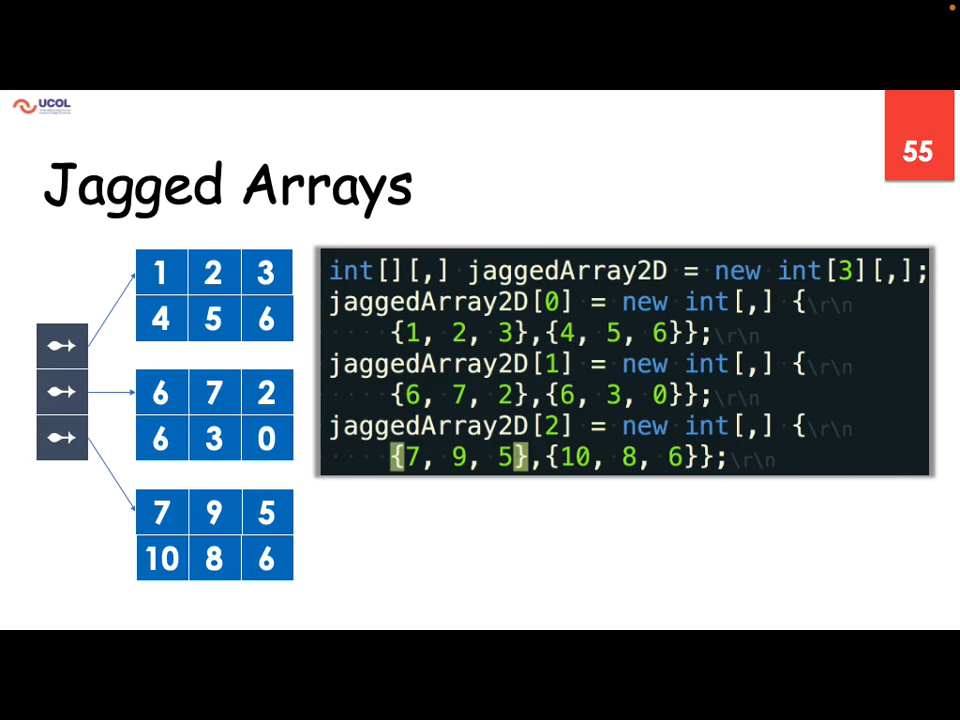 UCOL
55
Jagged Arrays
1 2 3
4 5 6
6 7 2
6 3 0
7 9 5
10 8 6
int[][,] jaggedArray2D = new int[3][,];
jaggedArray2D[0] = new int[,] {\r\n
{1, 2, 3},{4, 5, 6}};\r\n
jaggedArray2D[1] = new int[,] {\r\n
{6, 7, 2},{6, 3, 0}};\r\n
jaggedArray2D[2] = new int[,] {\r\n
{7, 9, 5},{10, 8, 6}};\r\n